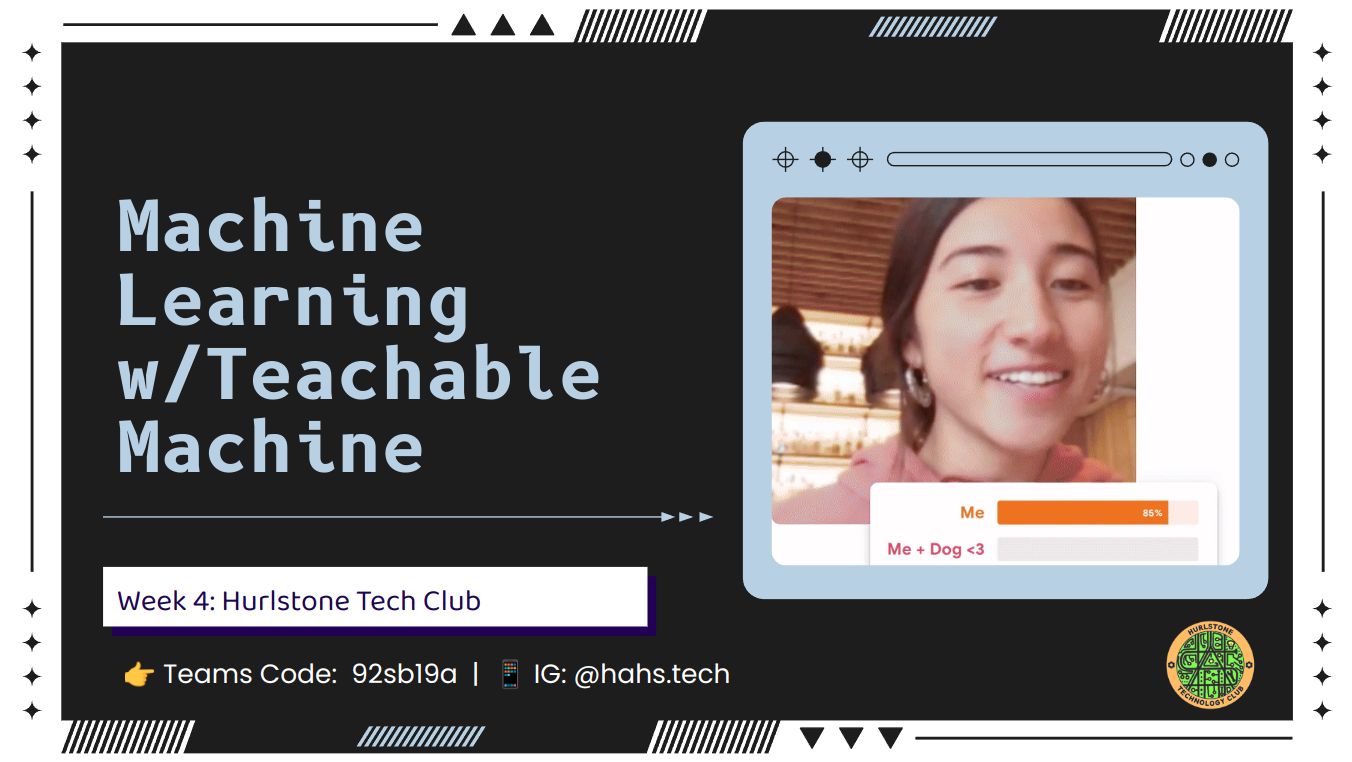 Machine
Learning
w/Teachable
Machine
Week 4: Hurlstone Tech Club
👉 Teams Code: 92sb19a | 📱 IG: @hahs.tech
Me 85%
Me + Dog <3
HURLSTONE
TECHNOLOGY CLUB